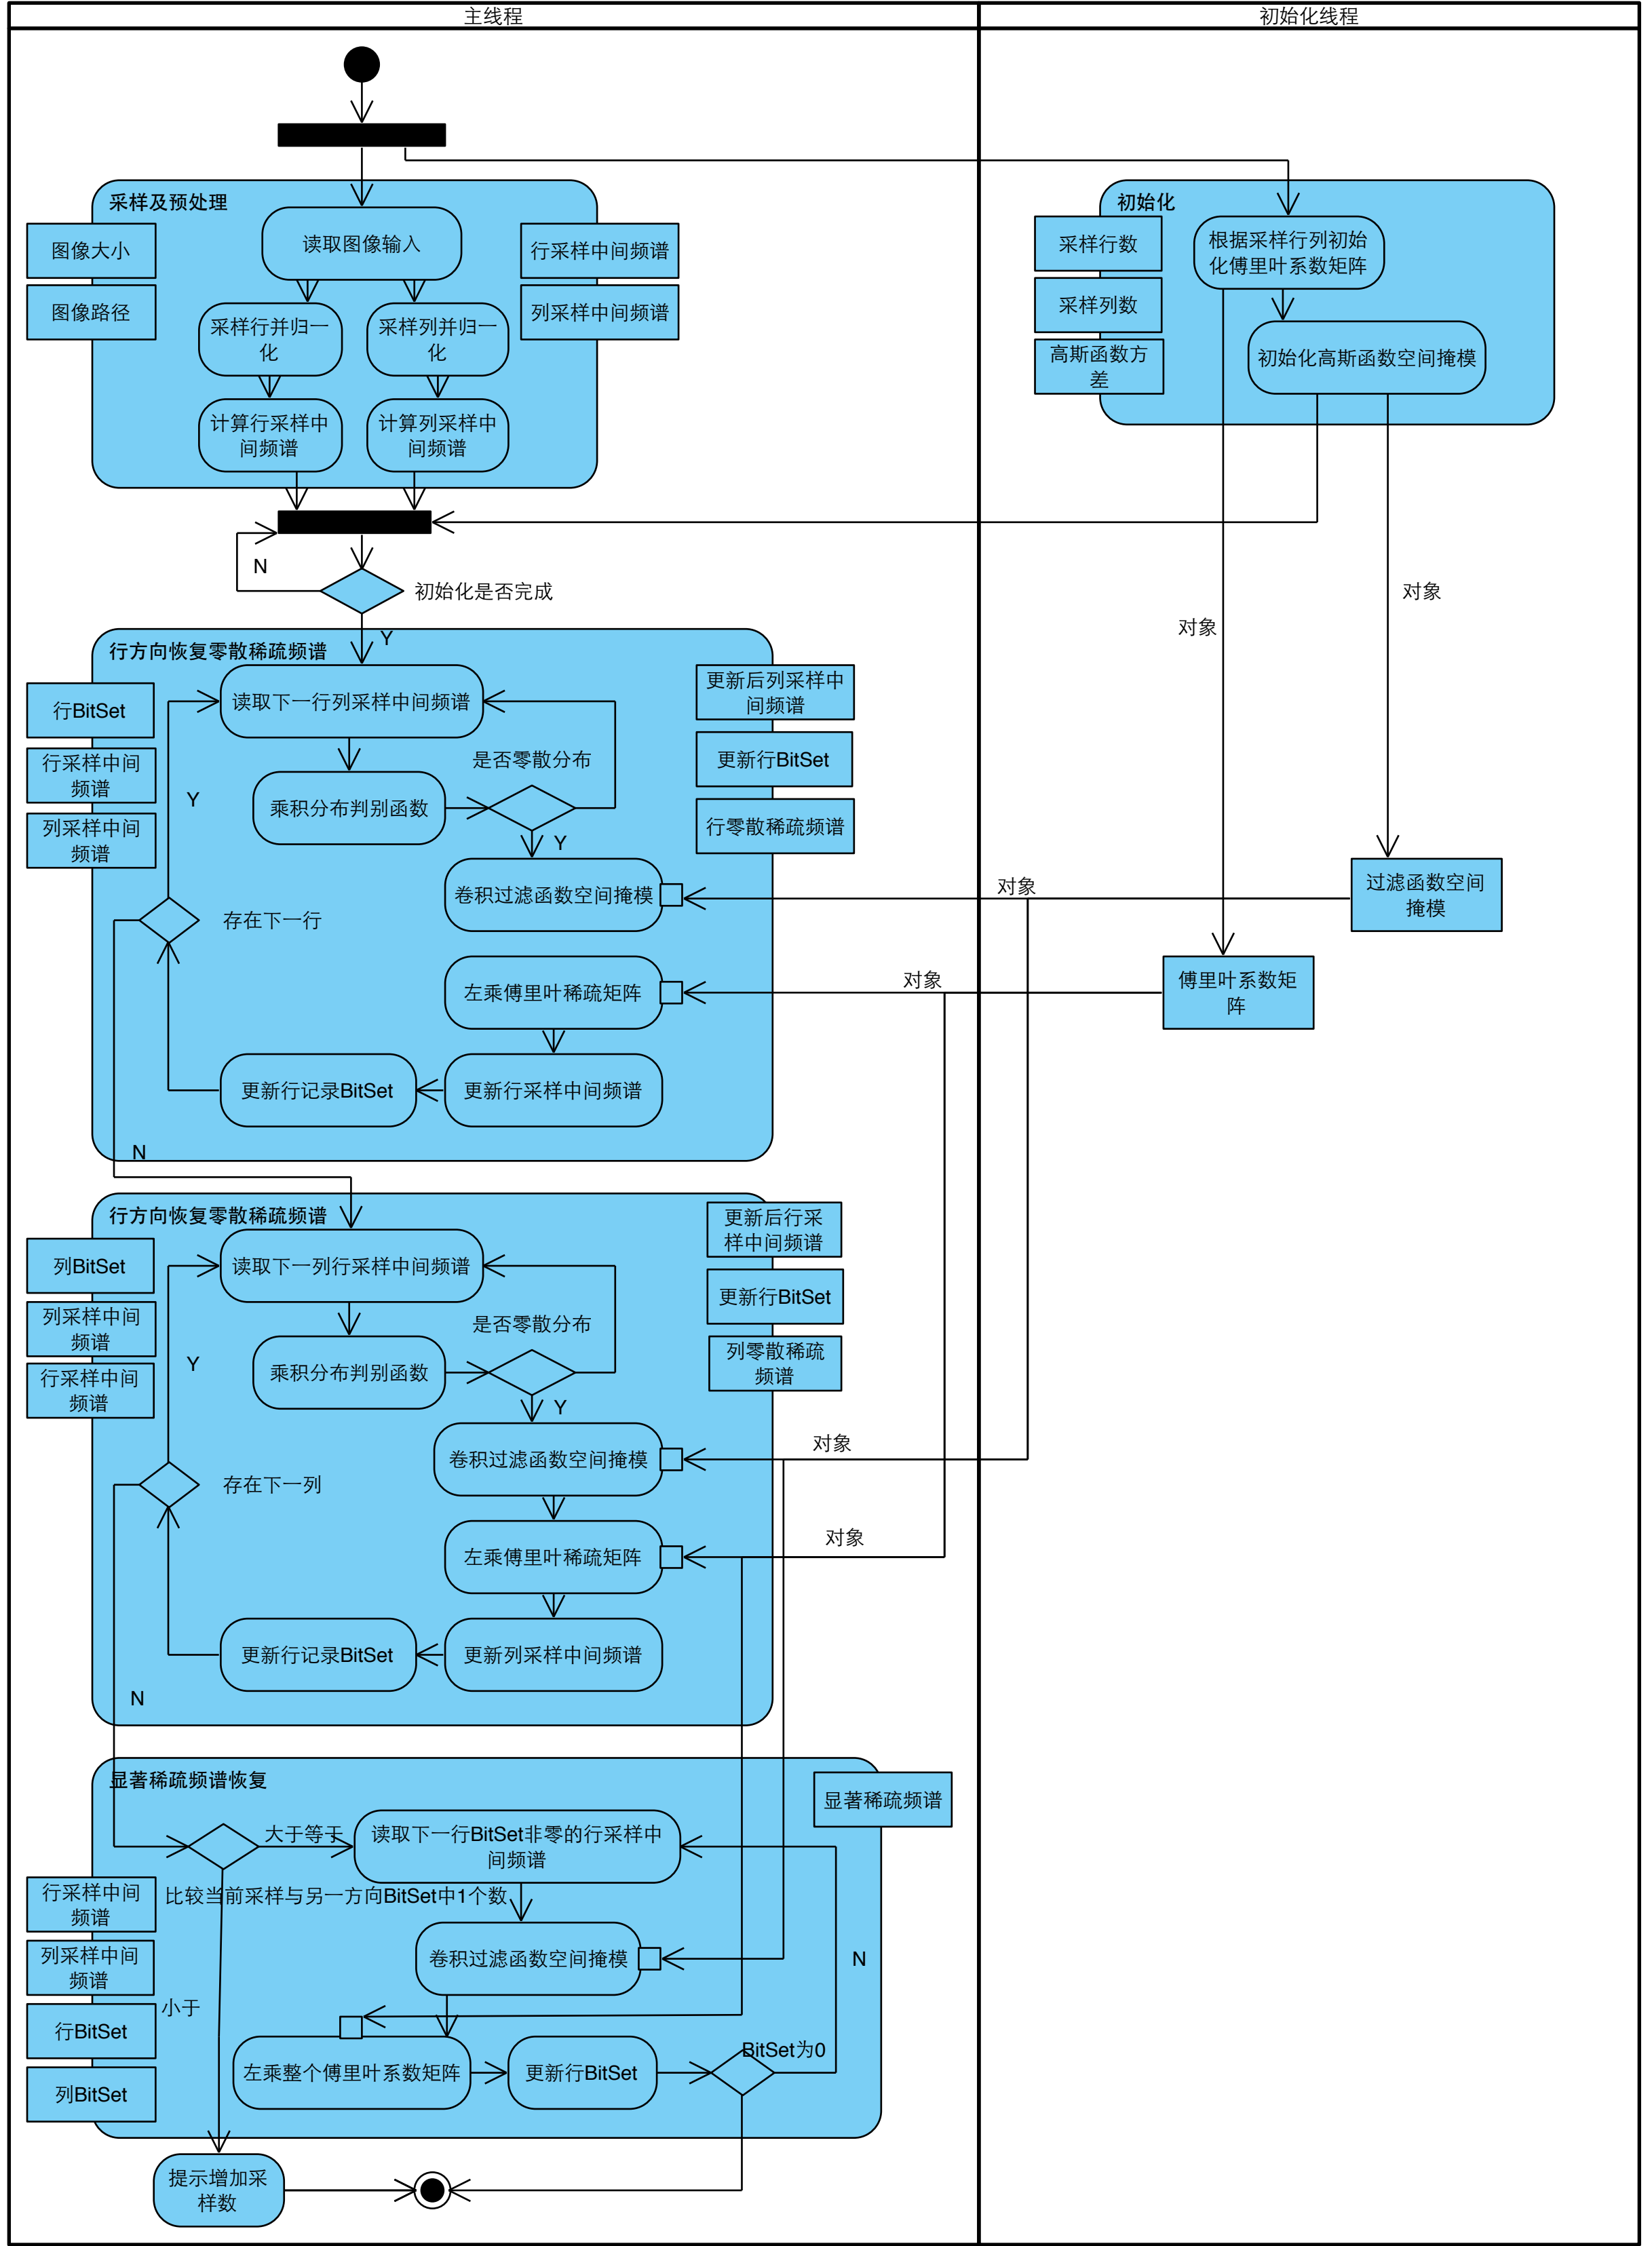 主线程
初始化线程
采样及预处理
图像大小
图像路径
读取图像输入
行采样中间频谱
列采样中间频谱
采样行并归一
化
采样列并归一
化
计算行采样中
间频谱
计算列采样中
间频谱
初始化
采样行数
采样列数
高斯函数方
差
根据采样行列初始
化傅里叶系数矩阵
初始化高斯函数空间掩模
N
初始化是否完成
Y
对象
对象
行方向恢复零散稀疏频谱
行BitSet
行采样中间
频谱
列采样中间
频谱
读取下一行列采样中间频谱
更新后列采样中
间频谱
更新行BitSet
行零散稀疏频谱
是否零散分布
Y
乘积分布判别函数
Y
卷积过滤函数空间掩模
对象
过滤函数空间
掩模
存在下一行
左乘傅里叶稀疏矩阵
对象
傅里叶系数矩
阵
更新行记录BitSet
更新行采样中间频谱
N
行方向恢复零散稀疏频谱
列BitSet
列采样中间
频谱
行采样中间
频谱
读取下一列行采样中间频谱
更新后行采
样中间频谱
更新行BitSet
列零散稀疏
频谱
是否零散分布
Y
乘积分布判别函数
Y
卷积过滤函数空间掩模
对象
存在下一列
左乘傅里叶稀疏矩阵
对象
更新行记录BitSet
更新列采样中间频谱
N
显著稀疏频谱恢复
显著稀疏频谱
大于等于
读取下一行BitSet非零的行采样中
间频谱
比较当前采样与另一方向BitSet中1个数
行采样中间
频谱
列采样中间
频谱
行BitSet
列BitSet
卷积过滤函数空间掩模
N
小于
BitSet为0
左乘整个傅里叶系数矩阵
更新行BitSet
提示增加采
样数